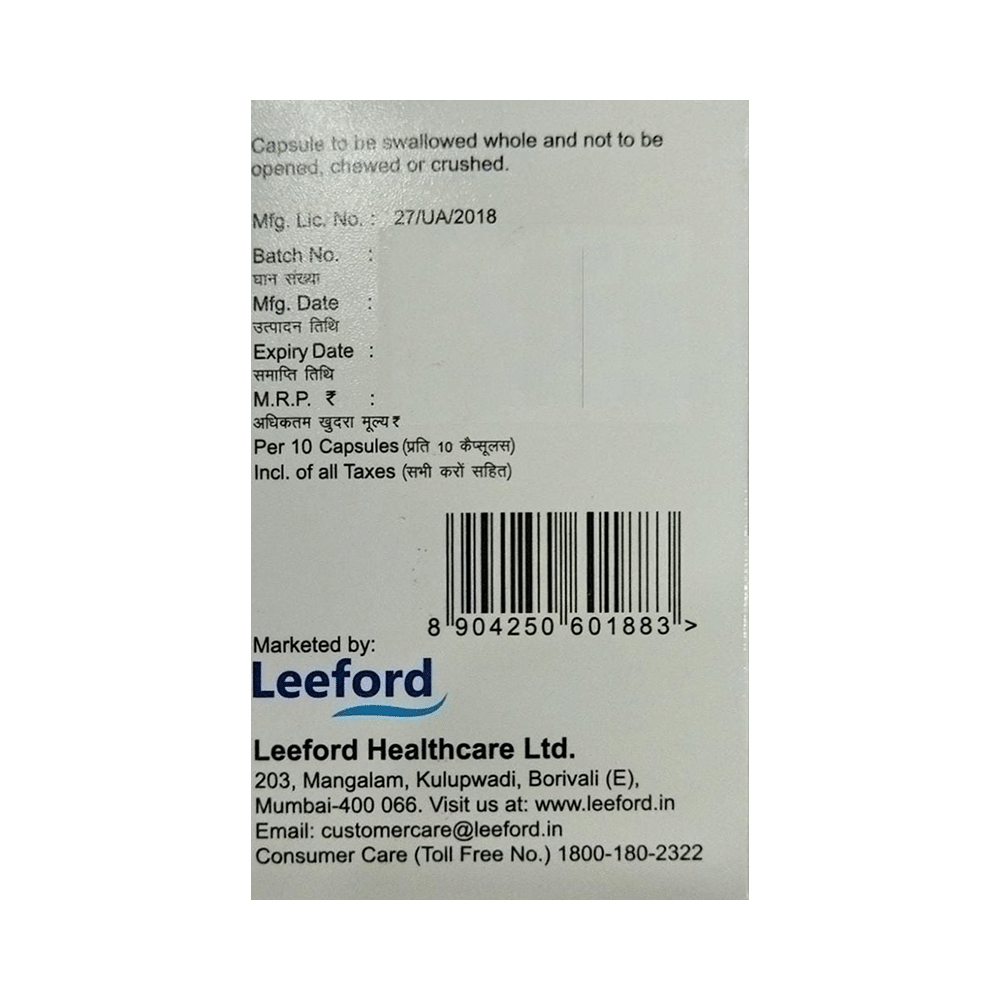 Capsule to be swallowed whole and not to be
opened, chewed or crushed.
Mfg. Lic. No. : 27/UA/2018
Batch No. :
घान संख्या
Mfg. Date :
उत्पादन तिथि
Expiry Date :
समाप्ति तिथि
M.R.P. ₹ :
अधिकतम खुदरा मूल्य ₹
Per 10 Capsules (प्रति 10 कैप्सूलस)
Incl. of all Taxes (सभी करों सहित)
8 904250 601883 >
Marketed by:
Leeford
Leeford Healthcare Ltd.
203, Mangalam, Kulupwadi, Borivali (E),
Mumbai-400 066. Visit us at: www.leeford.in
Email: customercare@leeford.in
Consumer Care (Toll Free No.) 1800-180-2322